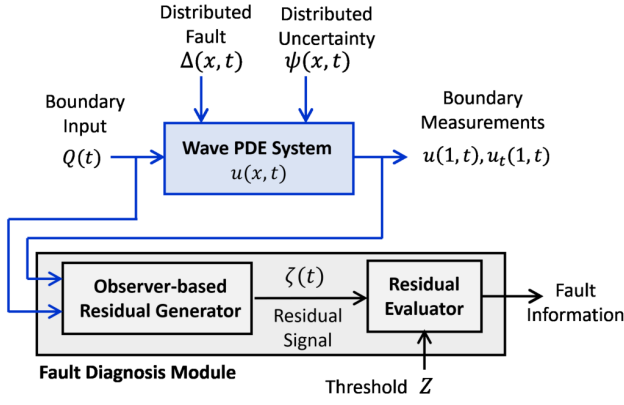 Distributed
Fault
Δ(x, t)
Distributed
Uncertainty
ψ(x, t)
Boundary
Input
Q(t)
Wave PDE System
u(x, t)
Boundary
Measurements
u(1, t), u_t(1, t)
Observer-based
Residual Generator
ζ(t)
Residual
Signal
Residual
Evaluator
Fault
Information
Fault Diagnosis Module
Threshold Z